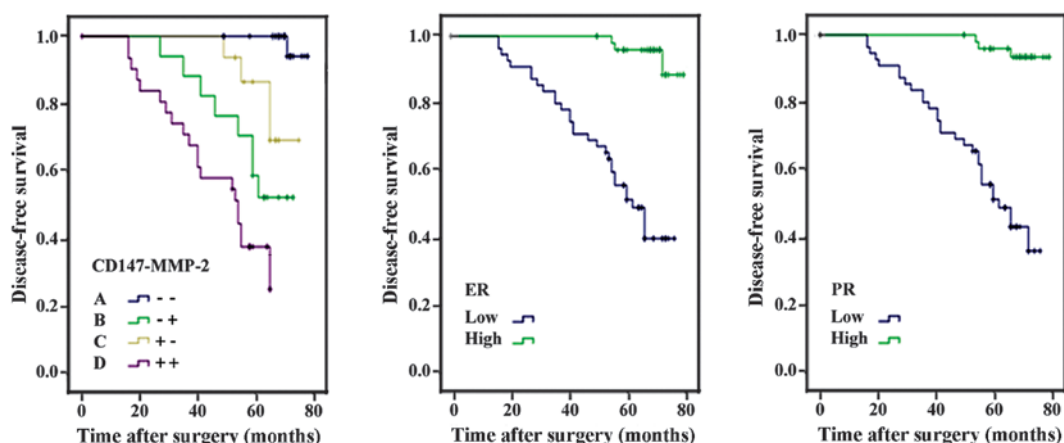 Disease-free survival
1.0
0.8
0.6
0.4
0.2
0.0
CD147-MMP-2
A - -
B - +
C + -
D + +
0 20 40 60 80
Time after surgery (months)
Disease-free survival
1.0
0.8
0.6
0.4
0.2
0.0
ER
Low
High
0 20 40 60 80
Time after surgery (months)
Disease-free survival
1.0
0.8
0.6
0.4
0.2
0.0
PR
Low
High
0 20 40 60 80
Time after surgery (months)